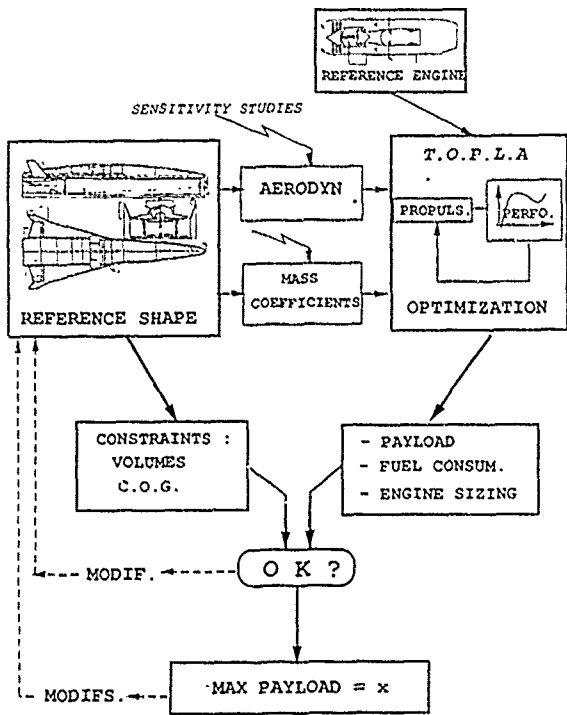 REFERENCE ENGINE
SENSITIVITY STUDIES
T.O.P.L.A
AERODYN
PROPULS.
PERFO.
MASS
COEFFICIENTS
REFERENCE SHAPE
OPTIMIZATION
CONSTRAINTS :
VOLUMES
C.O.G.
- PAYLOAD
- FUEL CONSUM.
- ENGINE SIZING
O K ?
MODIF.
MAX PAYLOAD = x
MODIFS.